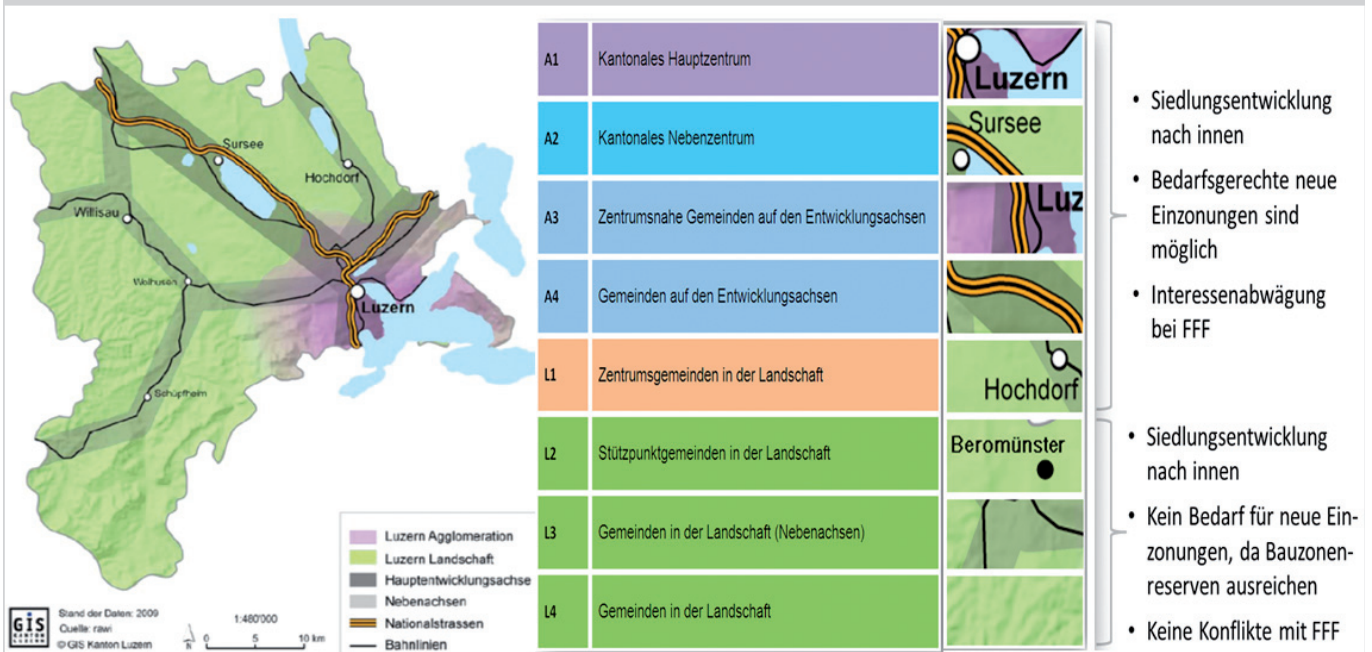 Sursee
Hochdorf
Willisau
Wolhusen
Luzern
Schüpfheim
Luzern Agglomeration
Luzern Landschaft
Hauptentwicklungsachse
Nebenachsen
Nationalstrassen
Bahnlinien
GiS
KANTON
LUZERN
Stand der Daten: 2009
Quelle: rawi
© GIS Kanton Luzern
N
1:480'000
0 5 10 km
A1 Kantonales Hauptzentrum
Luzern
A2 Kantonales Nebenzentrum
Sursee
A3 Zentrumsnahe Gemeinden auf den Entwicklungsachsen
Luz
A4 Gemeinden auf den Entwicklungsachsen
L1 Zentrumsgemeinden in der Landschaft
Hochdorf
L2 Stützpunktgemeinden in der Landschaft
Beromünster
L3 Gemeinden in der Landschaft (Nebenachsen)
L4 Gemeinden in der Landschaft
• Siedlungsentwicklung
nach innen
• Bedarfsgerechte neue
Einzonungen sind
möglich
• Interessenabwägung
bei FFF
• Siedlungsentwicklung
nach innen
• Kein Bedarf für neue Ein-
zonungen, da Bauzonen-
reserven ausreichen
• Keine Konflikte mit FFF